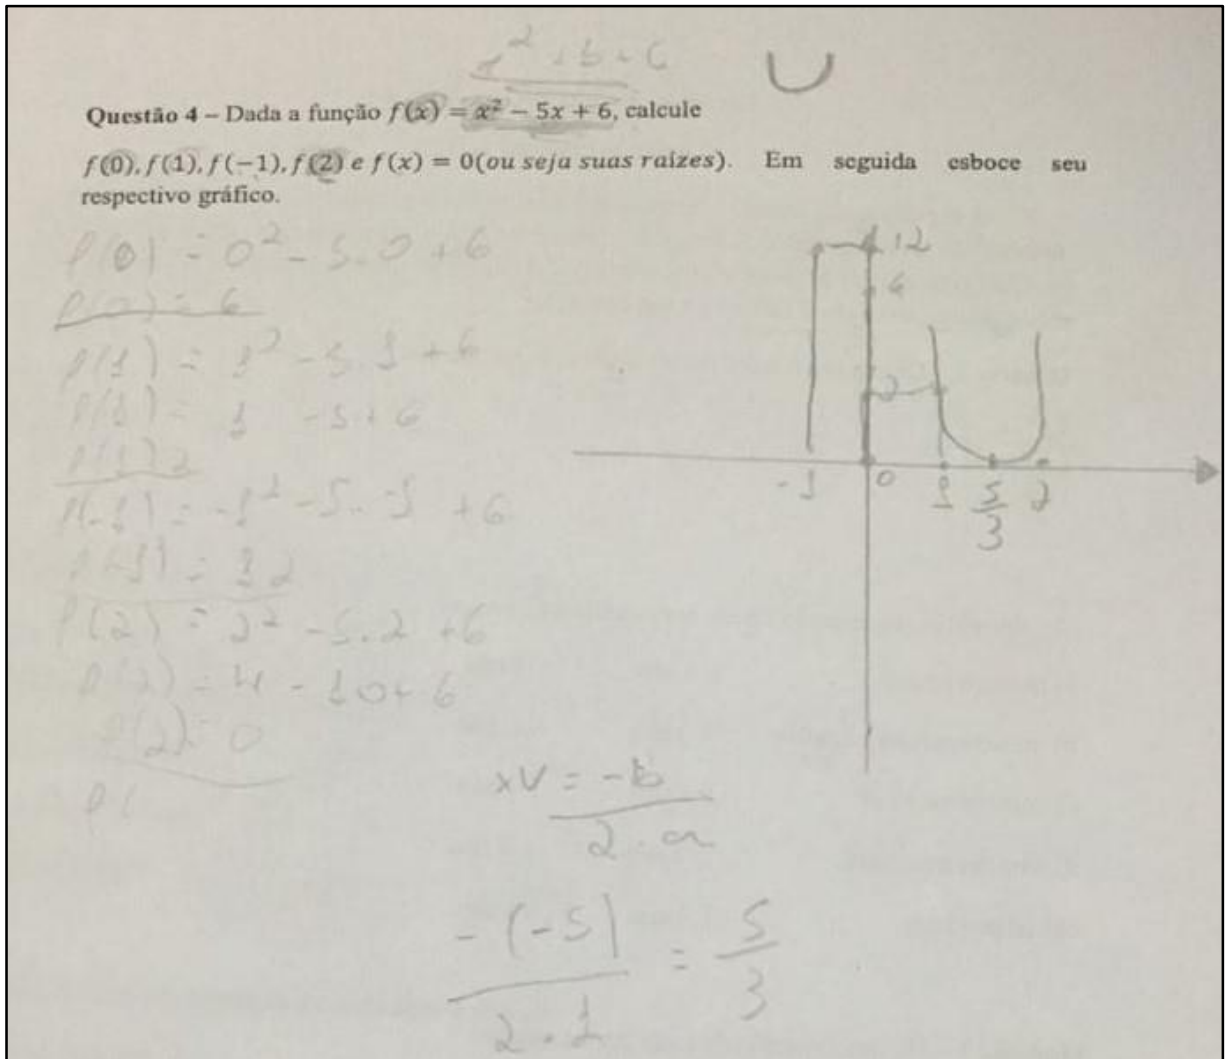 2 + 5 + 6
Questão 4 – Dada a função f(x) = x² − 5x + 6, calcule
f(0), f(1), f(−1), f(2) e f(x) = 0(ou seja suas raízes). Em seguida esboce seu
respectivo gráfico.
f(0) = 0² - 5.0 + 6
f(0) = 6
f(1) = 1² - 5.1 + 6
f(1) = 1 - 5 + 6
f(1) 2
f(-1) = -1² - 5.-1 + 6
f(-1) = 12
f(2) = 2² - 5.2 + 6
f(2) = 4 - 10 + 6
f(2) = 0
f(
12
6
2
-1 0 1 5/3 2
xV = -b
2.a
-(-5) = 5
2.1 3